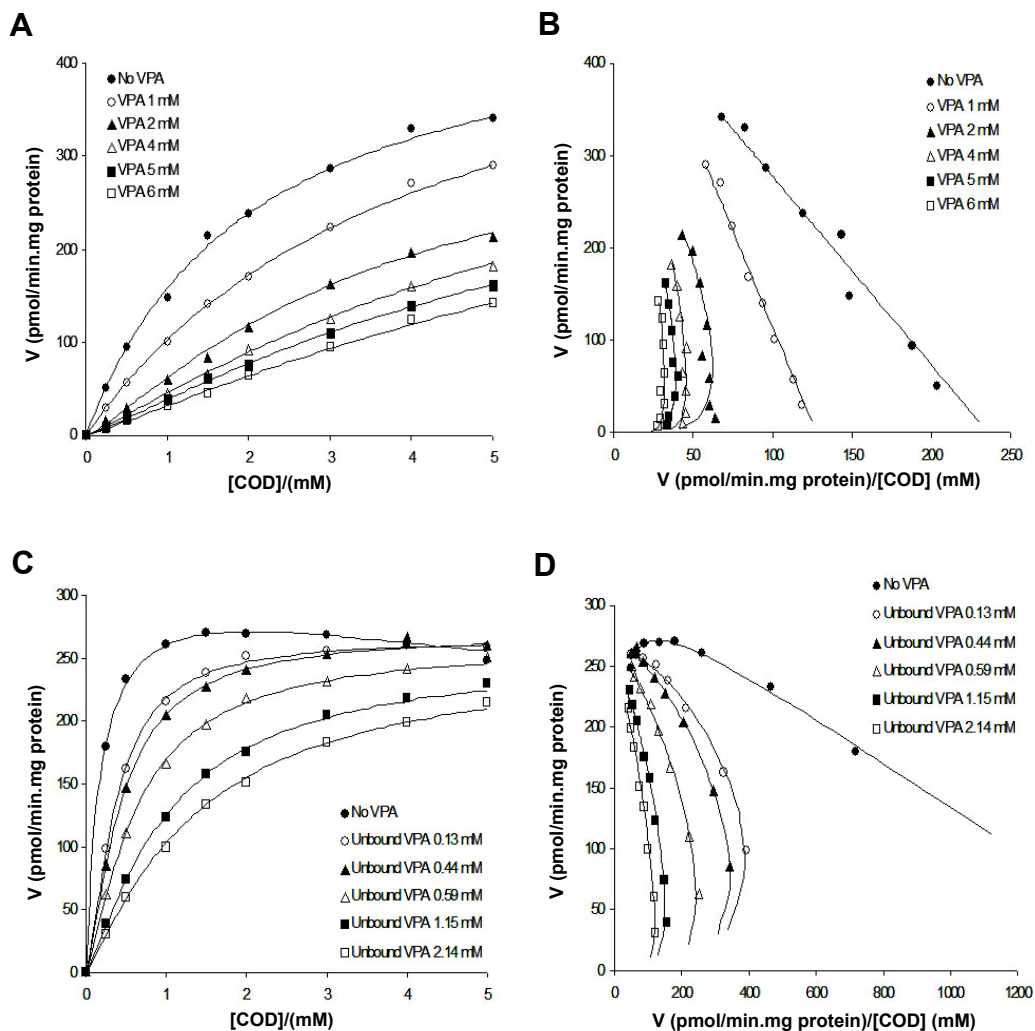 A
V (pmol/min.mg protein)
400
300
200
100
0
No VPA
VPA 1 mM
VPA 2 mM
VPA 4 mM
VPA 5 mM
VPA 6 mM
0
1
2
3
4
5
[COD]/(mM)
B
V (pmol/min.mg protein)
400
300
200
100
0
No VPA
VPA 1 mM
VPA 2 mM
VPA 4 mM
VPA 5 mM
VPA 6 mM
0
50
100
150
200
250
V (pmol/min.mg protein)/[COD] (mM)
C
V (pmol/min.mg protein)
300
250
200
150
100
50
0
No VPA
Unbound VPA 0.13 mM
Unbound VPA 0.44 mM
Unbound VPA 0.59 mM
Unbound VPA 1.15 mM
Unbound VPA 2.14 mM
0
1
2
3
4
5
[COD]/(mM)
D
V (pmol/min.mg protein)
300
250
200
150
100
50
0
No VPA
Unbound VPA 0.13 mM
Unbound VPA 0.44 mM
Unbound VPA 0.59 mM
Unbound VPA 1.15 mM
Unbound VPA 2.14 mM
0
200
400
600
800
1000
1200
V (pmol/min.mg protein)/[COD] (mM)